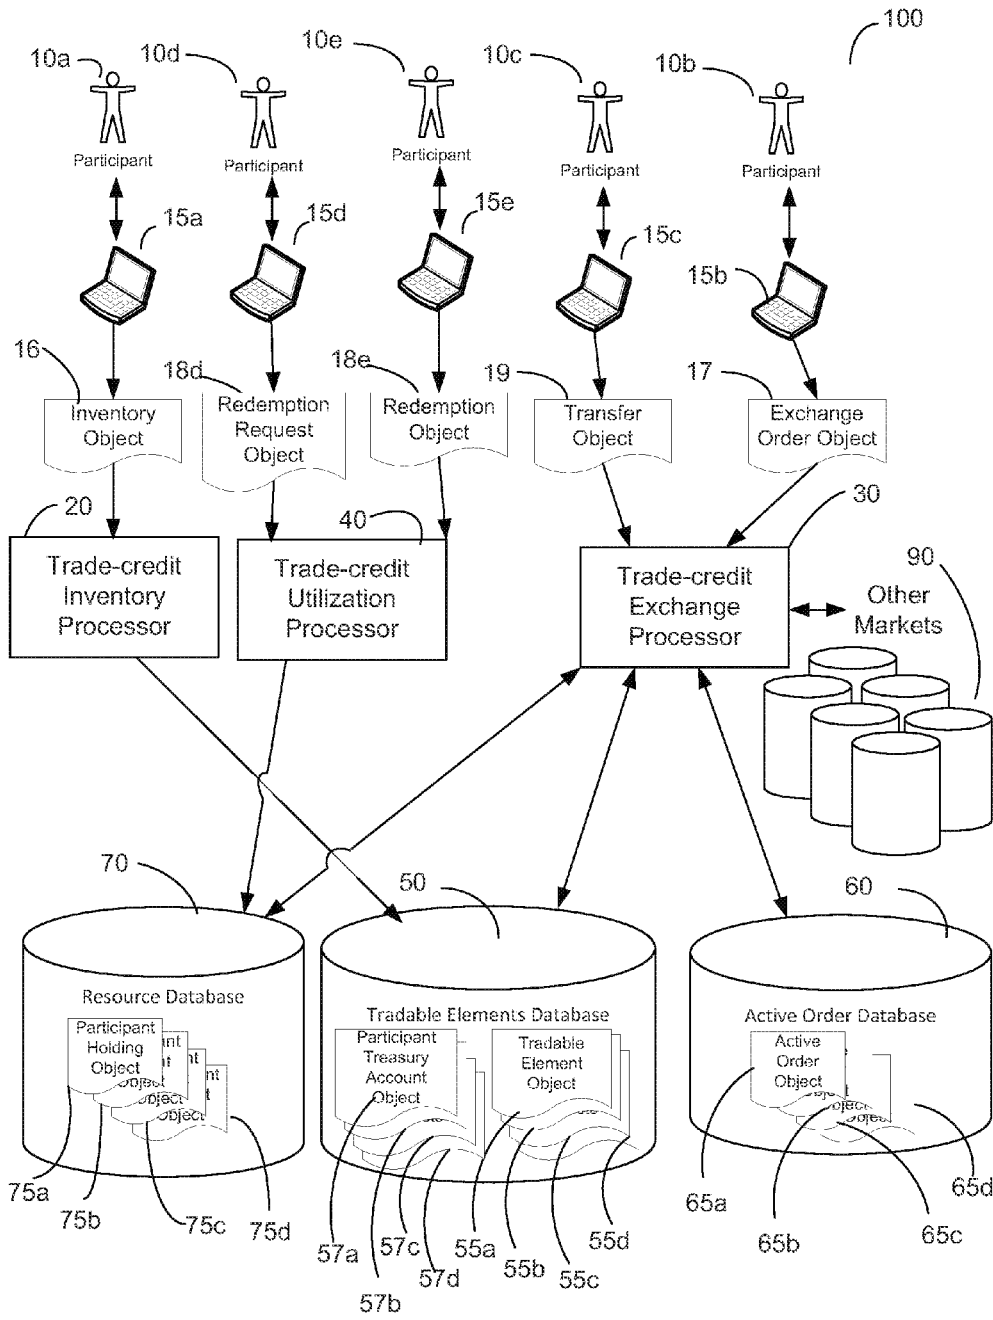 100
10a
10d
10e
10c
10b
Participant
Participant
Participant
Participant
Participant
15a
15d
15e
15c
15b
16
18d
18e
19
17
Inventory
Object
Redemption
Request
Object
Redemption
Object
Transfer
Object
Exchange
Order Object
20
40
30
90
Trade-credit
Inventory
Processor
Trade-credit
Utilization
Processor
Trade-credit
Exchange
Processor
Other
Markets
70
50
60
Resource Database
Participant
Holding
Object
Object
Object
Tradable Elements Database
Participant
Treasury
Account
Object
Tradable
Element
Object
Active Order Database
Active
Order
Object
75a
75b
75c
75d
57a
57b
57c
57d
55a
55b
55c
55d
65a
65b
65c
65d